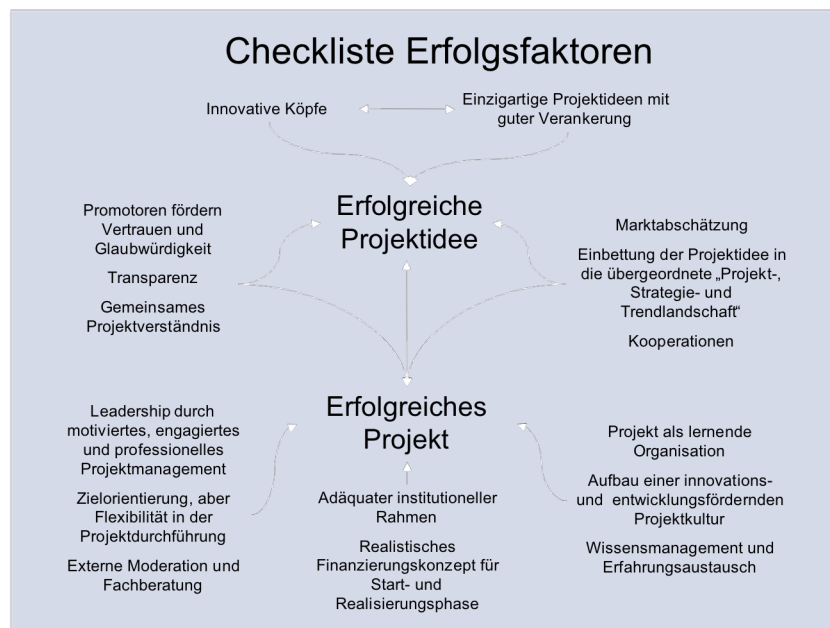 Checkliste Erfolgsfaktoren
Innovative Köpfe
Einzigartige Projektideen mit
guter Verankerung
Erfolgreiche
Projektidee
Promotoren fördern
Vertrauen und
Glaubwürdigkeit
Transparenz
Gemeinsames
Projektverständnis
Marktabschätzung
Einbettung der Projektidee in
die übergeordnete „Projekt-,
Strategie- und
Trendlandschaft“
Kooperationen
Erfolgreiches
Projekt
Leadership durch
motiviertes, engagiertes
und professionelles
Projektmanagement
Zielorientierung, aber
Flexibilität in der
Projektdurchführung
Externe Moderation und
Fachberatung
Adäquater institutioneller
Rahmen
Realistisches
Finanzierungskonzept für
Start- und
Realisierungsphase
Projekt als lernende
Organisation
Aufbau einer innovations-
und entwicklungsfördernden
Projektkultur
Wissensmanagement und
Erfahrungsaustausch